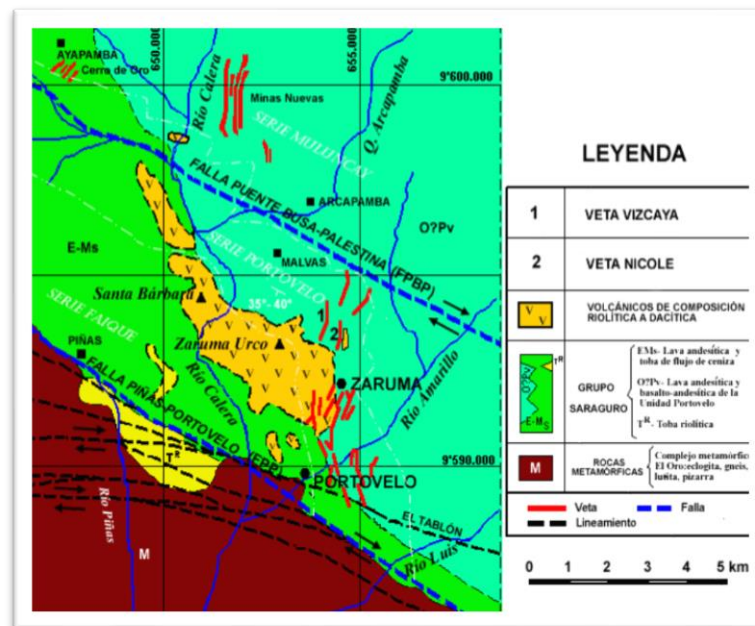 650.000
655.000
AYAPAMBA
Cerro de Oro
Río Calera
9°600.000
Minas Nuevas
Q. Arcapamba
SERIE MULUNCAY
FALLA PUENTE BUSA-PALESTINA (FPBP)
ARCAPAMBA
O?Pv
E-Ms
SERIE PORTOVELO
MALVAS
Santa Bárbara
35°- 40°
1
SERIE FAIQUE
2
Zaruma Urco
PIÑAS
FALLA PIÑAS PORTOVELO (FPP)
ZARUMA
Río Amarillo
Río Calera
T R
9°590.000
PORTOVELO
Río Piñas
EL TABLÓN
Río Luis
M
LEYENDA
1 VETA VIZCAYA
2 VETA NICOLE
V V VOLCÁNICOS DE COMPOSICIÓN
RIOLÍTICA A DACÍTICA
TR
E-MS
GRUPO
SARAGURO
EMs- Lava andesítica y
toba de flujo de ceniza
O?Ps- Lava andesítica y
basalto-andesítica de la
Unidad Portovelo
TR- Toba riolítica
M ROCAS
METAMÓRFICAS
Complejo metamórfico
El Oro:eclogita, gneis,
pizarra
Veta Falla
Lineamiento
0 1 2 3 4 5 km